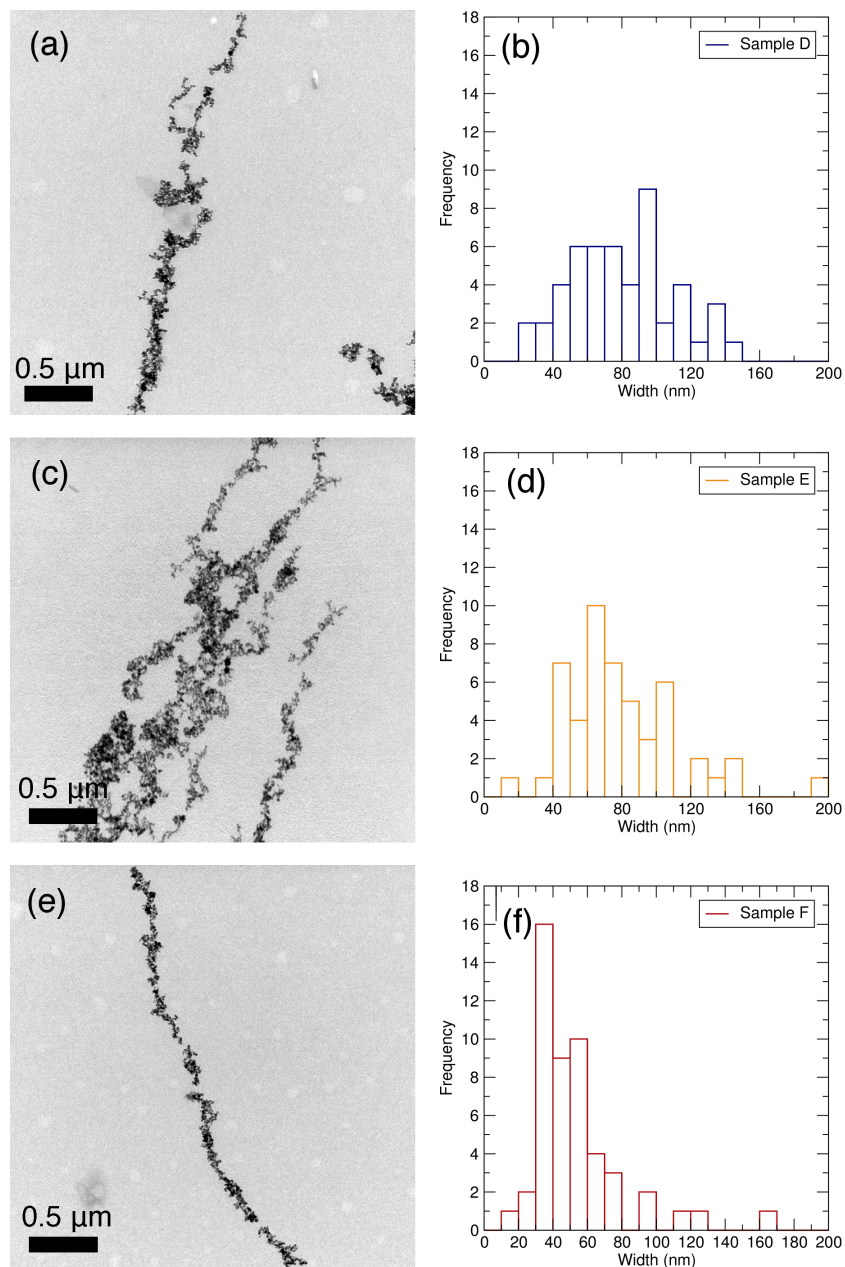 (a)
0.5 µm
(b)
Sample D
18
16
14
12
10
8
6
4
2
0
Frequency
0 40 80 120 160 200
Width (nm)
(c)
0.5 µm
(d)
Sample E
18
16
14
12
10
8
6
4
2
0
Frequency
0 40 80 120 160 200
Width (nm)
(e)
0.5 µm
(f)
Sample F
18
16
14
12
10
8
6
4
2
0
Frequency
0 20 40 60 80 100 120 140 160 180 200
Width (nm)